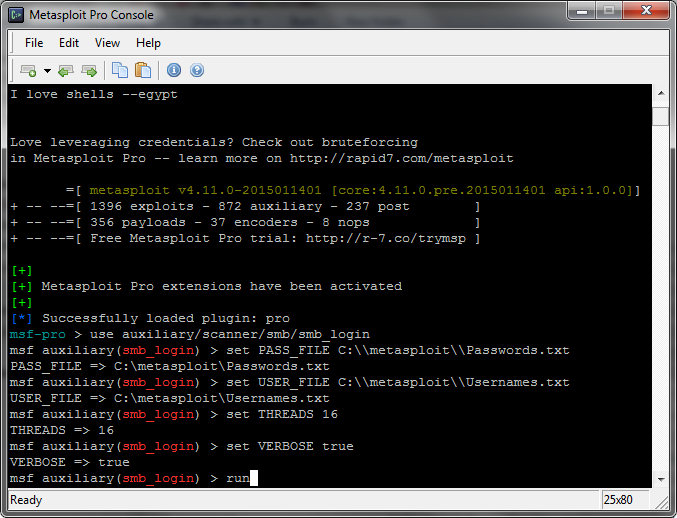 Metasploit Pro Console
File Edit View Help
I love shells --egypt
Love leveraging credentials? Check out bruteforcing
in Metasploit Pro -- learn more on http://rapid7.com/metasploit
=[ metasploit v4.11.0-2015011401 [core:4.11.0.pre.2015011401 api:1.0.0]]
+ -- --=[ 1396 exploits - 872 auxiliary - 237 post ]
+ -- --=[ 356 payloads - 37 encoders - 8 nops ]
+ -- --=[ Free Metasploit Pro trial: http://r-7.co/trymsp ]
[+]
[+] Metasploit Pro extensions have been activated
[+]
[*] Successfully loaded plugin: pro
msf-pro > use auxiliary/scanner/smb/smb_login
msf auxiliary(smb_login) > set PASS_FILE C:\\metasploit\\Passwords.txt
PASS_FILE => C:\metasploit\Passwords.txt
msf auxiliary(smb_login) > set USER_FILE C:\\metasploit\\Usernames.txt
USER_FILE => C:\metasploit\Usernames.txt
msf auxiliary(smb_login) > set THREADS 16
THREADS => 16
msf auxiliary(smb_login) > set VERBOSE true
VERBOSE => true
msf auxiliary(smb_login) > run
Ready 25x80